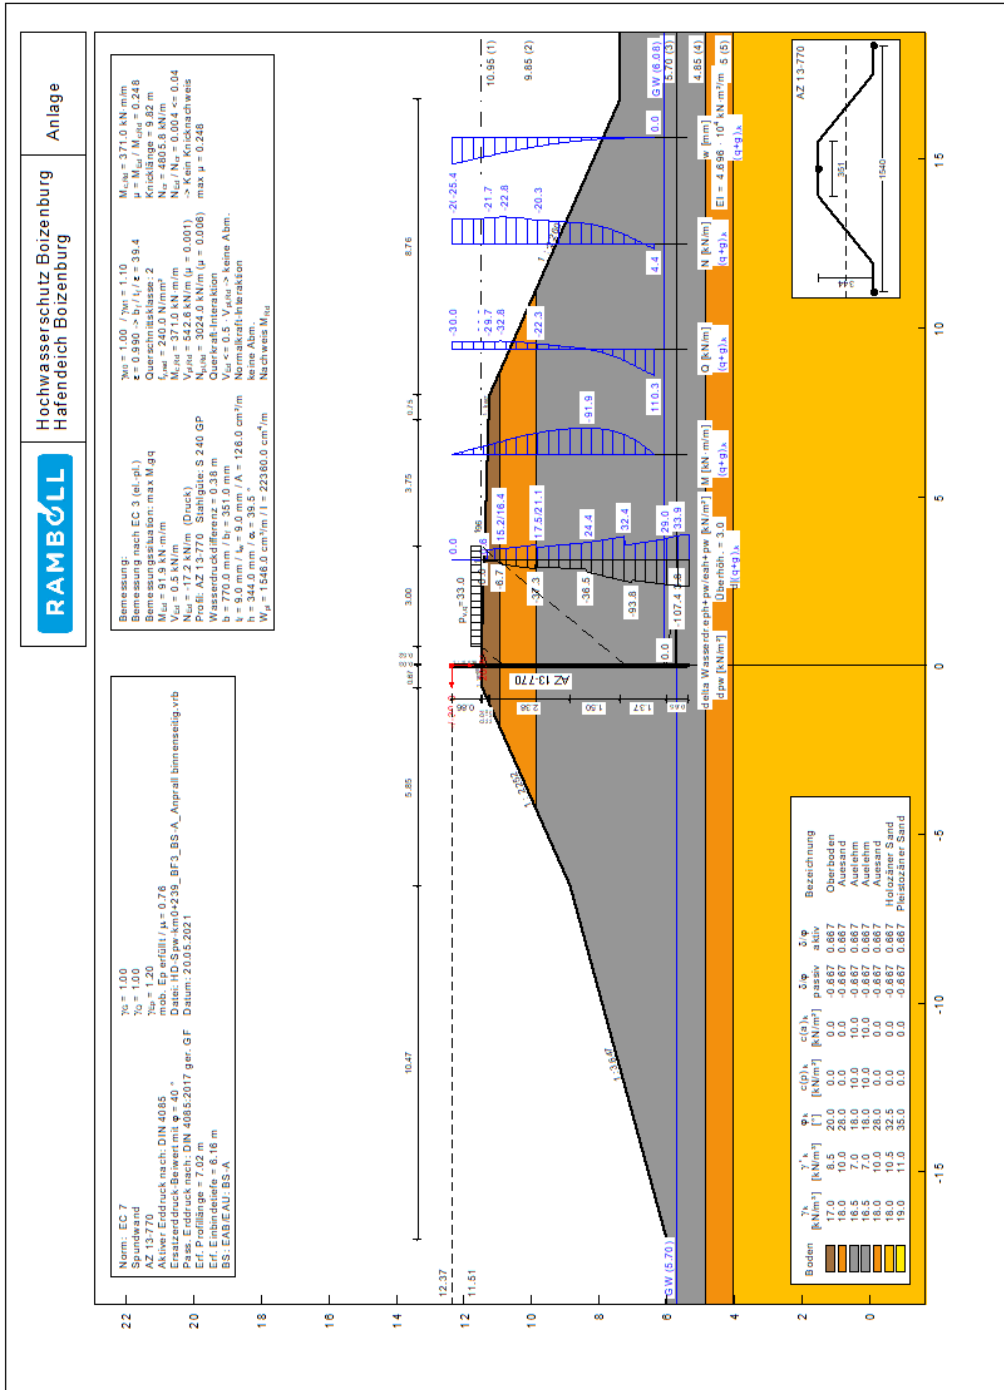 RAMBOLL
Hochwasserschutz Boizenburg
Hafendeich Boizenburg
Anlage
Norm: EC 7
Spundwand
AZ 13-770
Aktiver Erddruck nach: DIN 4085
Ersatzerddruck-Beiwert mit φ = 40 °
Pass. Erddruck nach: DIN 4085:2017 ger. GF
Erf. Profillänge = 7.02 m
Erf. Einbindetiefe = 6.16 m
BS: EAB/EAU: BS-A
γG = 1.00
γQ = 1.00
γEp = 1.20
mob. Ep erfüllt / μ = 0.76
Datei: HD-Spw-km0+239_BF3_BS-A_Anprall binnenseitig.vrb
Datum: 20.05.2021
Bemessung:
Bemessung nach EC 3 (el.-pl.)
Bemessungssituation: max M,gq
MEd = 91.9 kN·m/m
VEd = 0.5 kN/m
NEd = -17.2 kN/m (Druck)
Profil: AZ 13-770 Stahlgüte: S 240 GP
Wasserdruckdifferenz = 0.38 m
b = 770.0 mm / bf = 351.0 mm
tf = 9.0 mm / tw = 9.0 mm / A = 126.0 cm²/m
h = 344.0 mm α = 39.5 °
Wpl = 1546.0 cm³/m / I = 22360.0 cm⁴/m
γM0 = 1.00 / γM1 = 1.10
ε = 0.990 -> bf / tf / ε = 39.4
Querschnittsklasse: 2
fy,red = 240.0 N/mm²
Mc,Rd = 371.0 kN·m/m
Vpl,Rd = 542.6 kN/m (μ = 0.001)
Npl,Rd = 3024.0 kN/m (μ = 0.006)
Querkraft-Interaktion
VEd <= 0.5 · Vpl,Rd -> keine Abm.
Normalkraft-Interaktion
keine Abm.
Nachweis MRd
Mc,Rd = 371.0 kN·m/m
μ = MEd / Mc,Rd = 0.248
Knicklänge = 9.82 m
Ncr = 4805.8 kN/m
NEd / Ncr = 0.004 <= 0.04
-> Kein Knicknachweis
max μ = 0.248
10.47
5.85
0.67
3.00
3.75
0.75
8.76
12.37
11.51
GW (5.70)
GW (6.08)
10.95 (1)
9.85 (2)
5.70 (3)
4.85 (4)
5 (5)
1 : 3.647
AZ 13-770
2.38
1.50
1.37
pv,q=33.0
0.0
-6.7
-37.3
-36.5
-93.8
-107.4
15.2/16.4
17.5/21.1
24.4
32.4
29.0
33.9
0.0
-91.9
-30.0
-29.7
-32.8
-22.3
110.3
-25.4
-21.7
-22.8
-20.3
4.4
0.0
dpw [kN/m²]
Überhöh. = 3.0
M [kN·m/m]
(q+g),k
Q [kN/m]
(q+g),k
N [kN/m]
(q+g),k
w [mm]
(q+g),k
EI = 4.696 · 10⁴ kN·m²/m
AZ 13-770
351
344
1540
Boden γk [kN/m³] γ'k [kN/m³] φk [°] c(p)k [kN/m²] c(a)k [kN/m²] δ/φ passiv δ/φ aktiv Bezeichnung
17.0 8.5 20.0 0.0 0.0 -0.667 0.667 Oberboden
18.0 10.0 28.0 0.0 0.0 -0.667 0.667 Auesand
16.5 7.0 18.0 10.0 10.0 -0.667 0.667 Auelehm
16.5 7.0 18.0 10.0 10.0 -0.667 0.667 Auelehm
18.0 10.0 28.0 0.0 0.0 -0.667 0.667 Auesand
18.0 10.5 32.5 0.0 0.0 -0.667 0.667 Holozäner Sand
19.0 11.0 35.0 0.0 0.0 -0.667 0.667 Pleistozäner Sand
22
20
18
16
14
12
10
8
6
4
2
0
-15
-10
-5
0
5
10
15